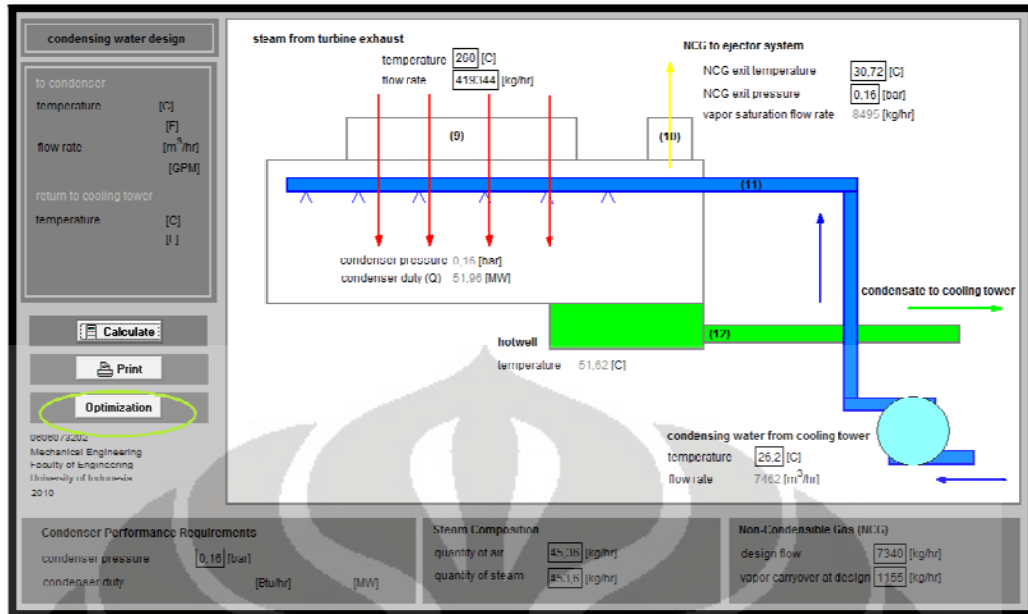 condensing water design
to condenser
temperature [C]
[F]
flow rate [m³/hr]
[GPM]
return to cooling tower
temperature [C]
Calculate
Print
Optimization
0606073202
Mechanical Engineering
Faculty of Engineering
University of Indonesia
2010
steam from turbine exhaust
temperature 260 [C]
flow rate 419344 [kg/hr]
NCG to ejector system
NCG exit temperature 30,72 [C]
NCG exit pressure 0,16 [bar]
vapor saturation flow rate 8495 [kg/hr]
(9)
(10)
(11)
condenser pressure 0,16 [bar]
condenser duty (Q) 51,96 [MW]
condensate to cooling tower
(12)
hotwell
temperature 51,62 [C]
condensing water from cooling tower
temperature 26,2 [C]
flow rate 7462 [m³/hr]
Condenser Performance Requirements
condenser pressure 0,16 [bar]
condenser duty [Btu/hr] [MW]
Steam Composition
quantity of air 45,36 [kg/hr]
quantity of steam 453,6 [kg/hr]
Non-Condensible Gas (NCG)
design flow 7340 [kg/hr]
vapor carryover at design 1155 [kg/hr]